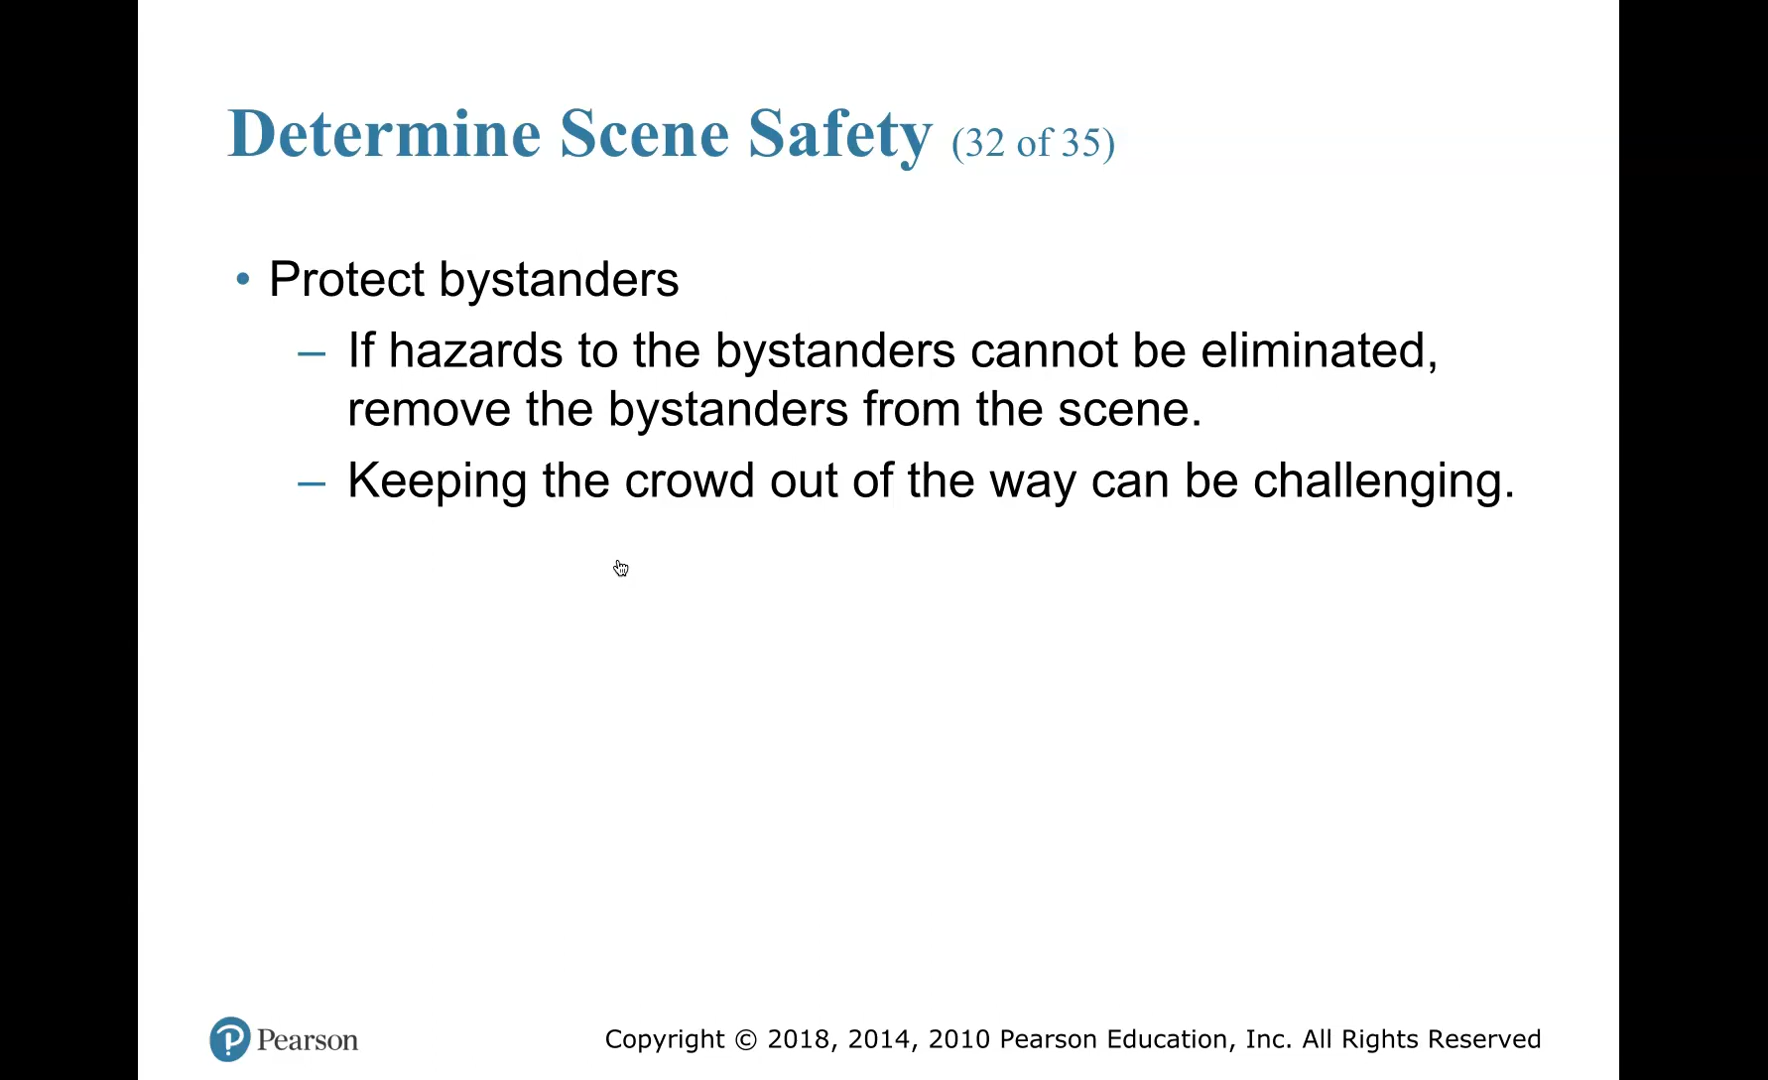 Determine Scene Safety (32 of 35)
• Protect bystanders
– If hazards to the bystanders cannot be eliminated,
remove the bystanders from the scene.
– Keeping the crowd out of the way can be challenging.
P Pearson
Copyright © 2018, 2014, 2010 Pearson Education, Inc. All Rights Reserved